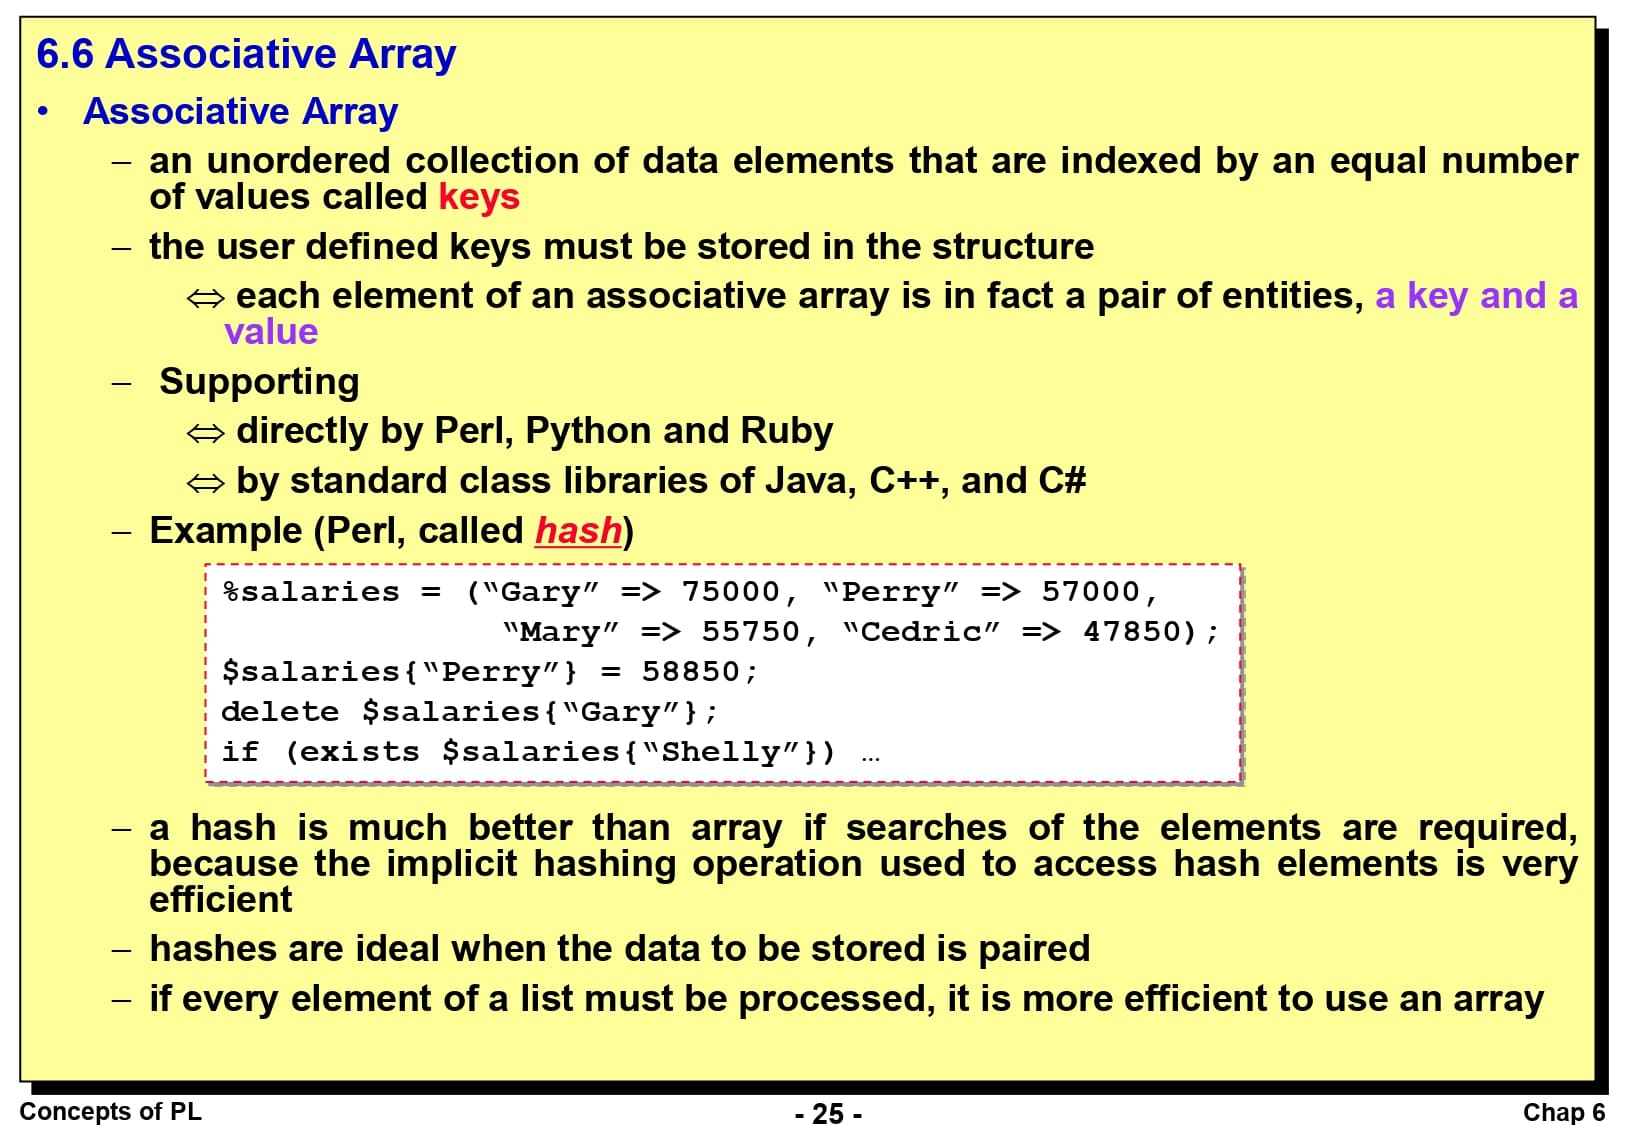 6.6 Associative Array
• Associative Array
– an unordered collection of data elements that are indexed by an equal number
of values called keys
– the user defined keys must be stored in the structure
⇔ each element of an associative array is in fact a pair of entities, a key and a
value
– Supporting
⇔ directly by Perl, Python and Ruby
⇔ by standard class libraries of Java, C++, and C#
– Example (Perl, called hash)
%salaries = (“Gary” => 75000, “Perry” => 57000,
“Mary” => 55750, “Cedric” => 47850);
$salaries{“Perry”} = 58850;
delete $salaries{“Gary”};
if (exists $salaries{“Shelly”}) …
– a hash is much better than array if searches of the elements are required,
because the implicit hashing operation used to access hash elements is very
efficient
– hashes are ideal when the data to be stored is paired
– if every element of a list must be processed, it is more efficient to use an array
Concepts of PL
- 25 -
Chap 6